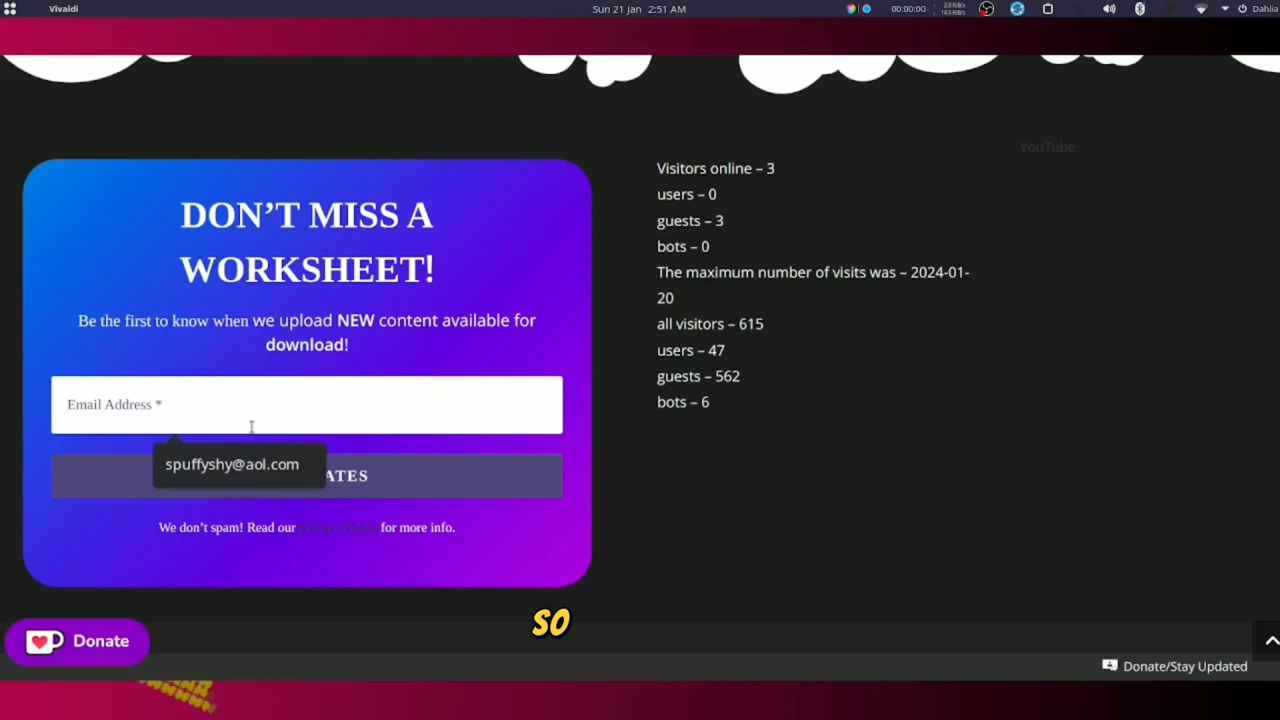 Vivaldi
Sun 21 Jan 2:51 AM
00:00:00
Dahlia
YouTube
DON'T MISS A
WORKSHEET!
Be the first to know when we upload NEW content available for
download!
Email Address *
spuffyshy@aol.com
ATES
We don't spam! Read our Privacy Policy for more info.
Visitors online – 3
users – 0
guests – 3
bots – 0
The maximum number of visits was – 2024-01-
20
all visitors – 615
users – 47
guests – 562
bots – 6
SO
Donate
Donate/Stay Updated